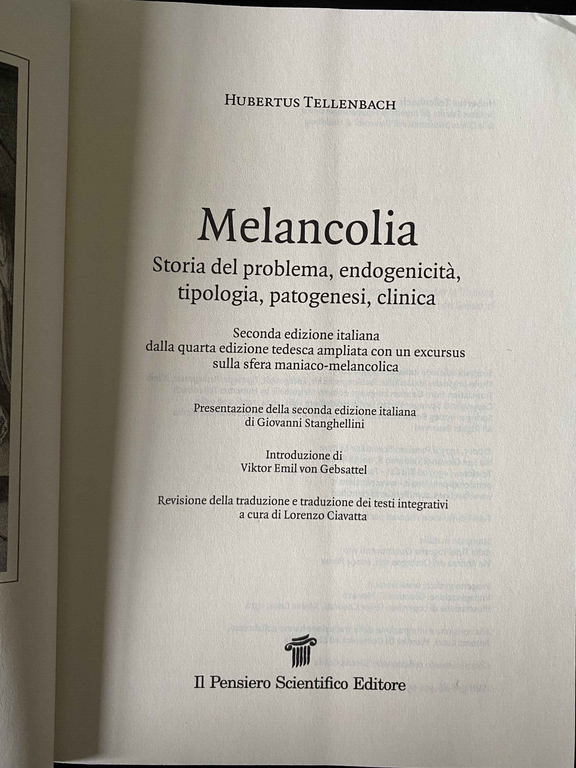 Hubertus Tellenbach
Melancolia
Storia del problema, endogenicità,
tipologia, patogenesi, clinica
Seconda edizione italiana
dalla quarta edizione tedesca ampliata con un excursus
sulla sfera maniaco-melancolica
Presentazione della seconda edizione italiana
di Giovanni Stanghellini
Introduzione di
Viktor Emil von Gebsattel
Revisione della traduzione e traduzione dei testi integrativi
a cura di Lorenzo Ciavatta
Il Pensiero Scientifico Editore